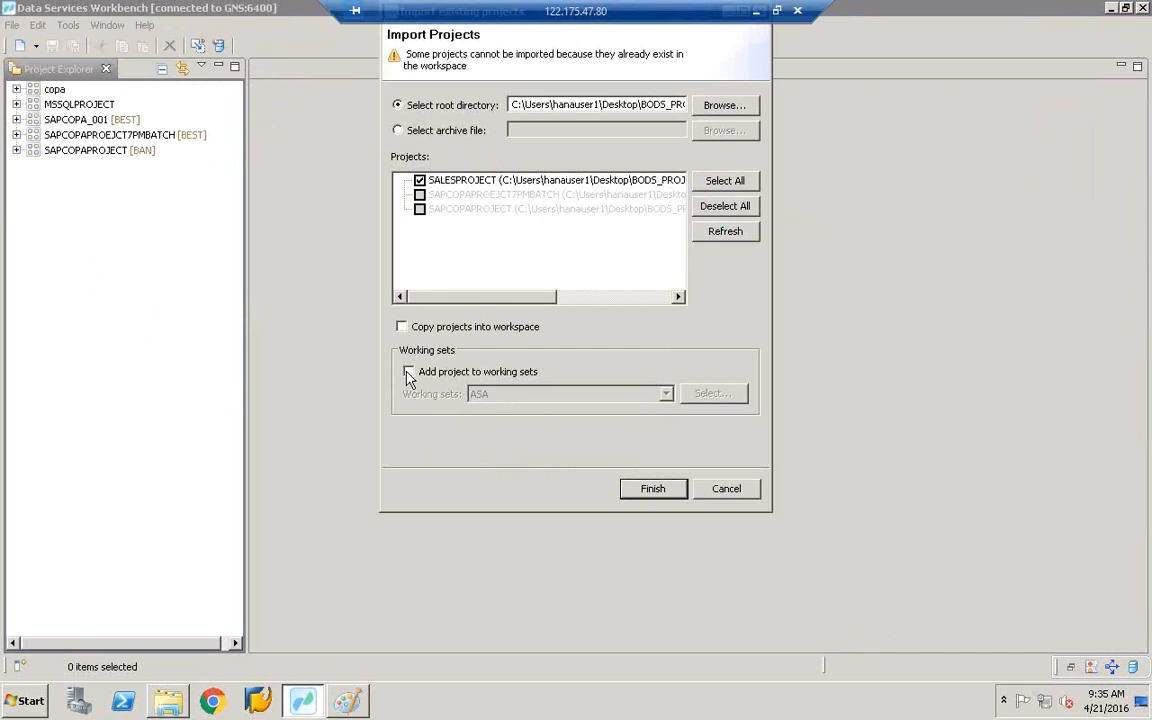 Data Services Workbench [connected to GNS:6400]
122.175.47.80
File Edit Tools Window Help
Import Projects
Some projects cannot be imported because they already exist in
the workspace
Project Explorer
copa
MSSQLPROJECT
SAPCOPA_001 [BEST]
SAPCOPAPROEJCT7PMBATCH [BEST]
SAPCOPAPROJECT [BAN]
Select root directory: C:\Users\hanauser1\Desktop\BODS_PR Browse...
Select archive file: Browse...
Projects:
SALESPROJECT (C:\Users\hanauser1\Desktop\BODS_PROJ
SAPCOPAPROEJCT7PMBATCH (C:\Users\hanauser1\Deskto
SAPCOPAPROJECT (C:\Users\hanauser1\Desktop\BODS_PR
Select All
Deselect All
Refresh
Copy projects into workspace
Working sets
Add project to working sets
Working sets: ASA Select...
Finish Cancel
0 items selected
Start
9:35 AM
4/21/2016